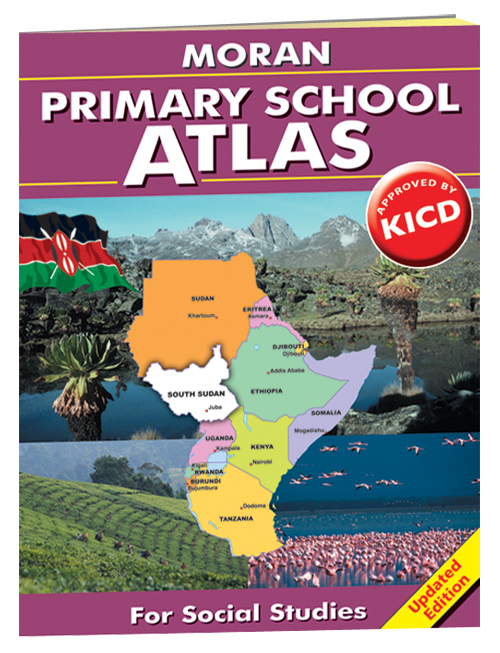 MORAN
PRIMARY SCHOOL
ATLAS
APPROVED BY
KICD
SUDAN
Khartoum
ERITREA
Asmara
DJIBOUTI
Djibouti
Addis Ababa
ETHIOPIA
SOUTH SUDAN
Juba
SOMALIA
Mogadishu
UGANDA
Kampala
KENYA
Nairobi
Kigali
RWANDA
BURUNDI
Bujumbura
Dodoma
TANZANIA
Updated
Edition
For Social Studies